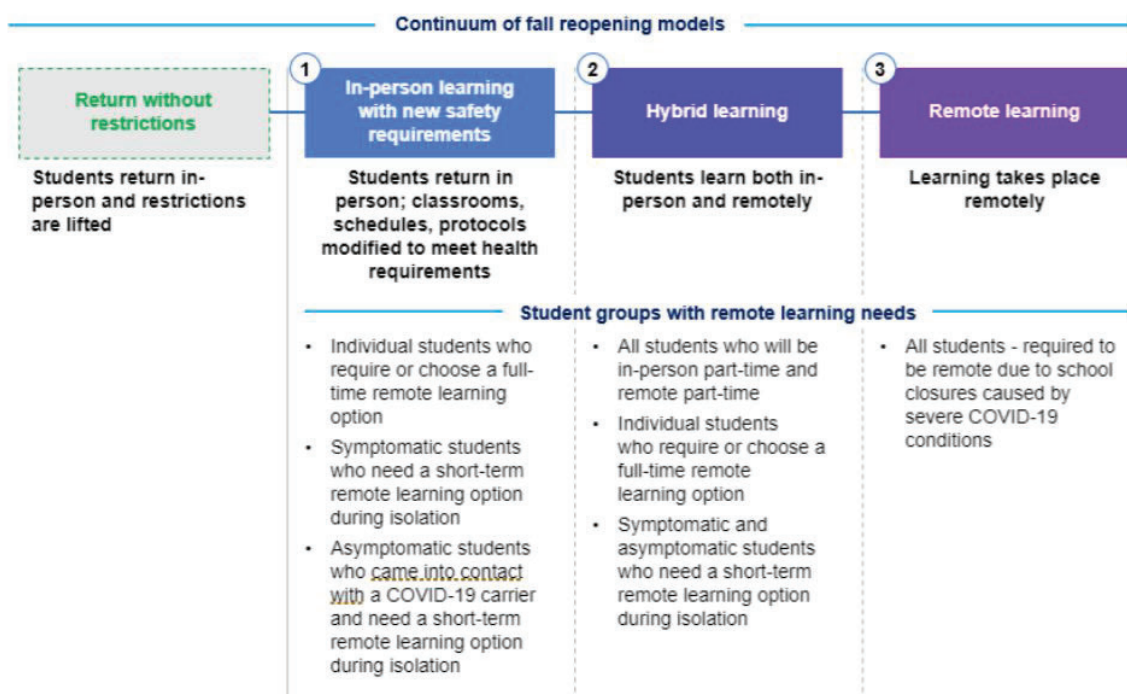 Continuum of fall reopening models
Return without
restrictions
Students return in-
person and restrictions
are lifted
1
In-person learning
with new safety
requirements
Students return in
person; classrooms,
schedules, protocols
modified to meet health
requirements
2
Hybrid learning
Students learn both in-
person and remotely
3
Remote learning
Learning takes place
remotely
Student groups with remote learning needs
• Individual students who
require or choose a full-
time remote learning
option
• Symptomatic students
who need a short-term
remote learning option
during isolation
• Asymptomatic students
who came into contact
with a COVID-19 carrier
and need a short-term
remote learning option
during isolation
• All students who will be
in-person part-time and
remote part-time
• Individual students
who require or choose a
full-time remote
learning option
• Symptomatic and
asymptomatic students
who need a short-term
remote learning option
during isolation
• All students - required to
be remote due to school
closures caused by
severe COVID-19
conditions